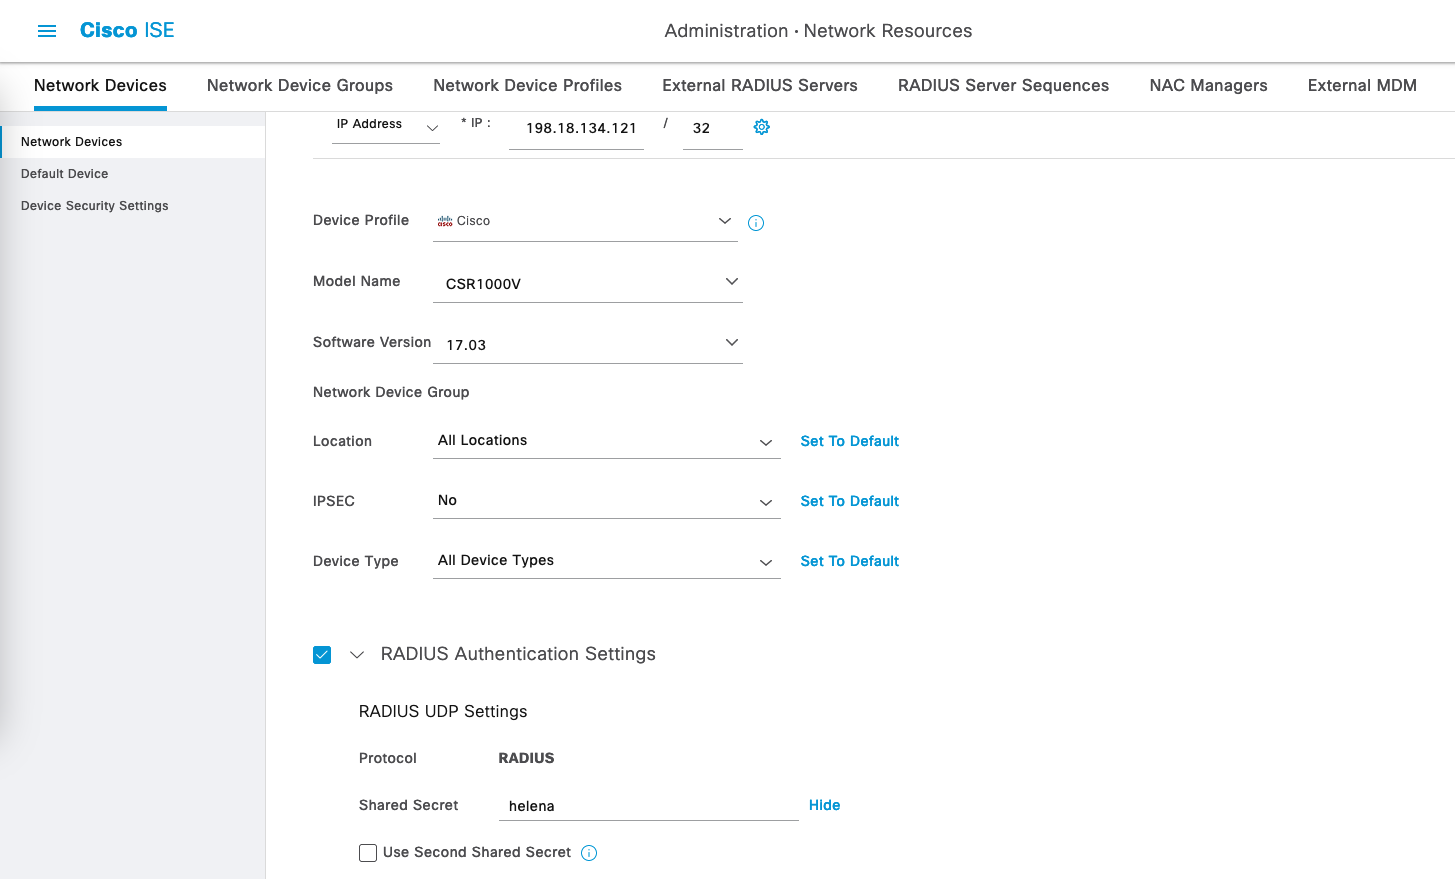 Cisco ISE
Administration · Network Resources
Network Devices Network Device Groups Network Device Profiles External RADIUS Servers RADIUS Server Sequences NAC Managers External MDM
Network Devices
Default Device
Device Security Settings
IP Address * IP : 198.18.134.121 / 32
Device Profile Cisco
Model Name CSR1000V
Software Version 17.03
Network Device Group
Location All Locations Set To Default
IPSEC No Set To Default
Device Type All Device Types Set To Default
RADIUS Authentication Settings
RADIUS UDP Settings
Protocol RADIUS
Shared Secret helena Hide
Use Second Shared Secret